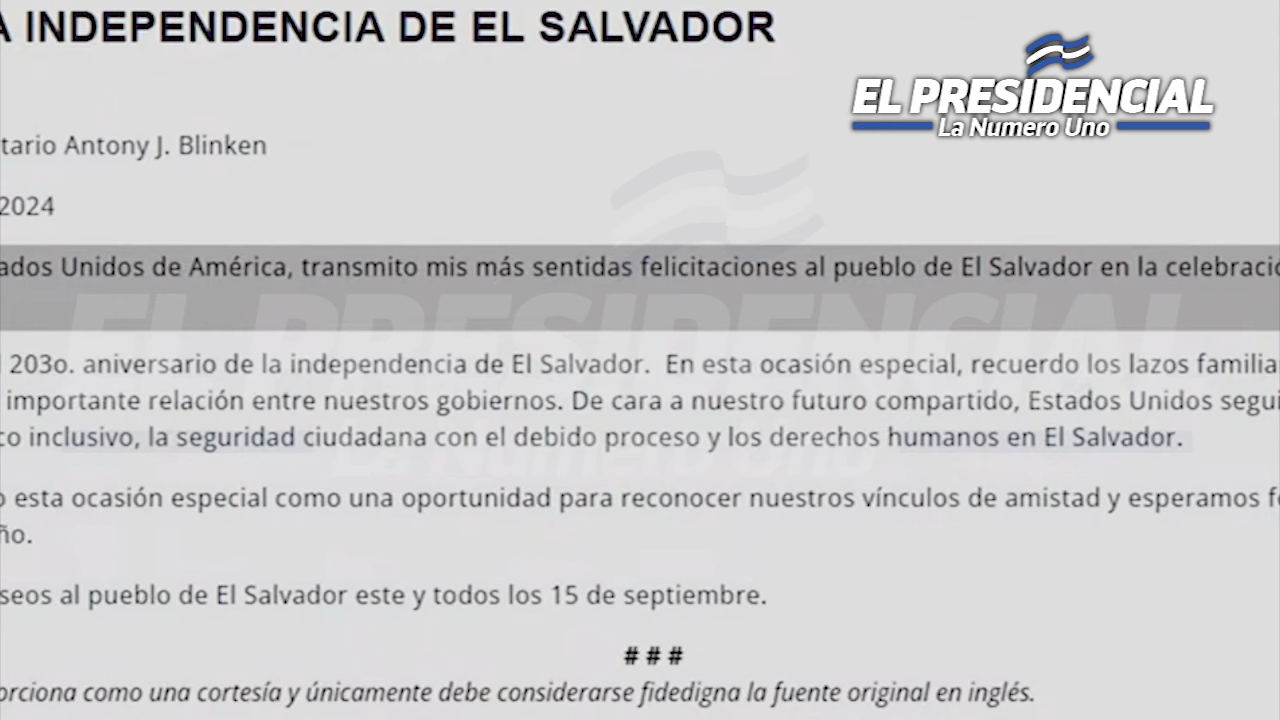 A INDEPENDENCIA DE EL SALVADOR
EL PRESIDENCIAL
La Numero Uno
tario Antony J. Blinken
2024
ados Unidos de América, transmito mis más sentidas felicitaciones al pueblo de El Salvador en la celebració
EL PRESIDENCIAL
203o. aniversario de la independencia de El Salvador. En esta ocasión especial, recuerdo los lazos familia
importante relación entre nuestros gobiernos. De cara a nuestro futuro compartido, Estados Unidos segui
co inclusivo, la seguridad ciudadana con el debido proceso y los derechos humanos en El Salvador.
La Numero Uno
o esta ocasión especial como una oportunidad para reconocer nuestros vínculos de amistad y esperamos fo
ño.
seos al pueblo de El Salvador este y todos los 15 de septiembre.
# # #
orciona como una cortesía y únicamente debe considerarse fidedigna la fuente original en inglés.